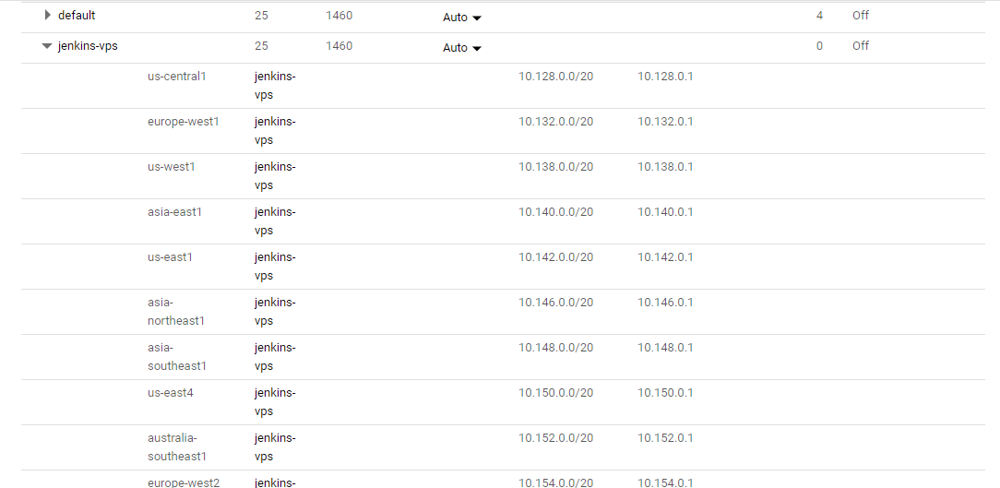 default 25 1460 Auto 4 Off
jenkins-vps 25 1460 Auto 0 Off
us-central1 jenkins- 10.128.0.0/20 10.128.0.1
vps
europe-west1 jenkins- 10.132.0.0/20 10.132.0.1
vps
us-west1 jenkins- 10.138.0.0/20 10.138.0.1
vps
asia-east1 jenkins- 10.140.0.0/20 10.140.0.1
vps
us-east1 jenkins- 10.142.0.0/20 10.142.0.1
vps
asia- jenkins- 10.146.0.0/20 10.146.0.1
northeast1 vps
asia- jenkins- 10.148.0.0/20 10.148.0.1
southeast1 vps
us-east4 jenkins- 10.150.0.0/20 10.150.0.1
vps
australia- jenkins- 10.152.0.0/20 10.152.0.1
southeast1 vps
europe-west2 jenkins- 10.154.0.0/20 10.154.0.1